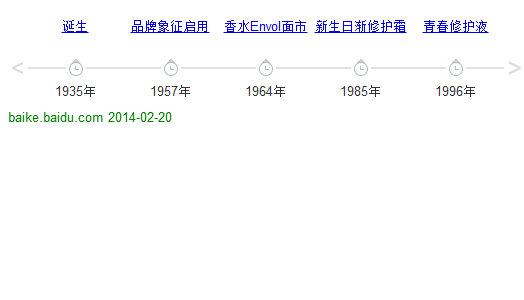 诞生 品牌象征启用 香水Envol面市 新生日渐修护霜 青春修护液
1935年 1957年 1964年 1985年 1996年
baike.baidu.com 2014-02-20